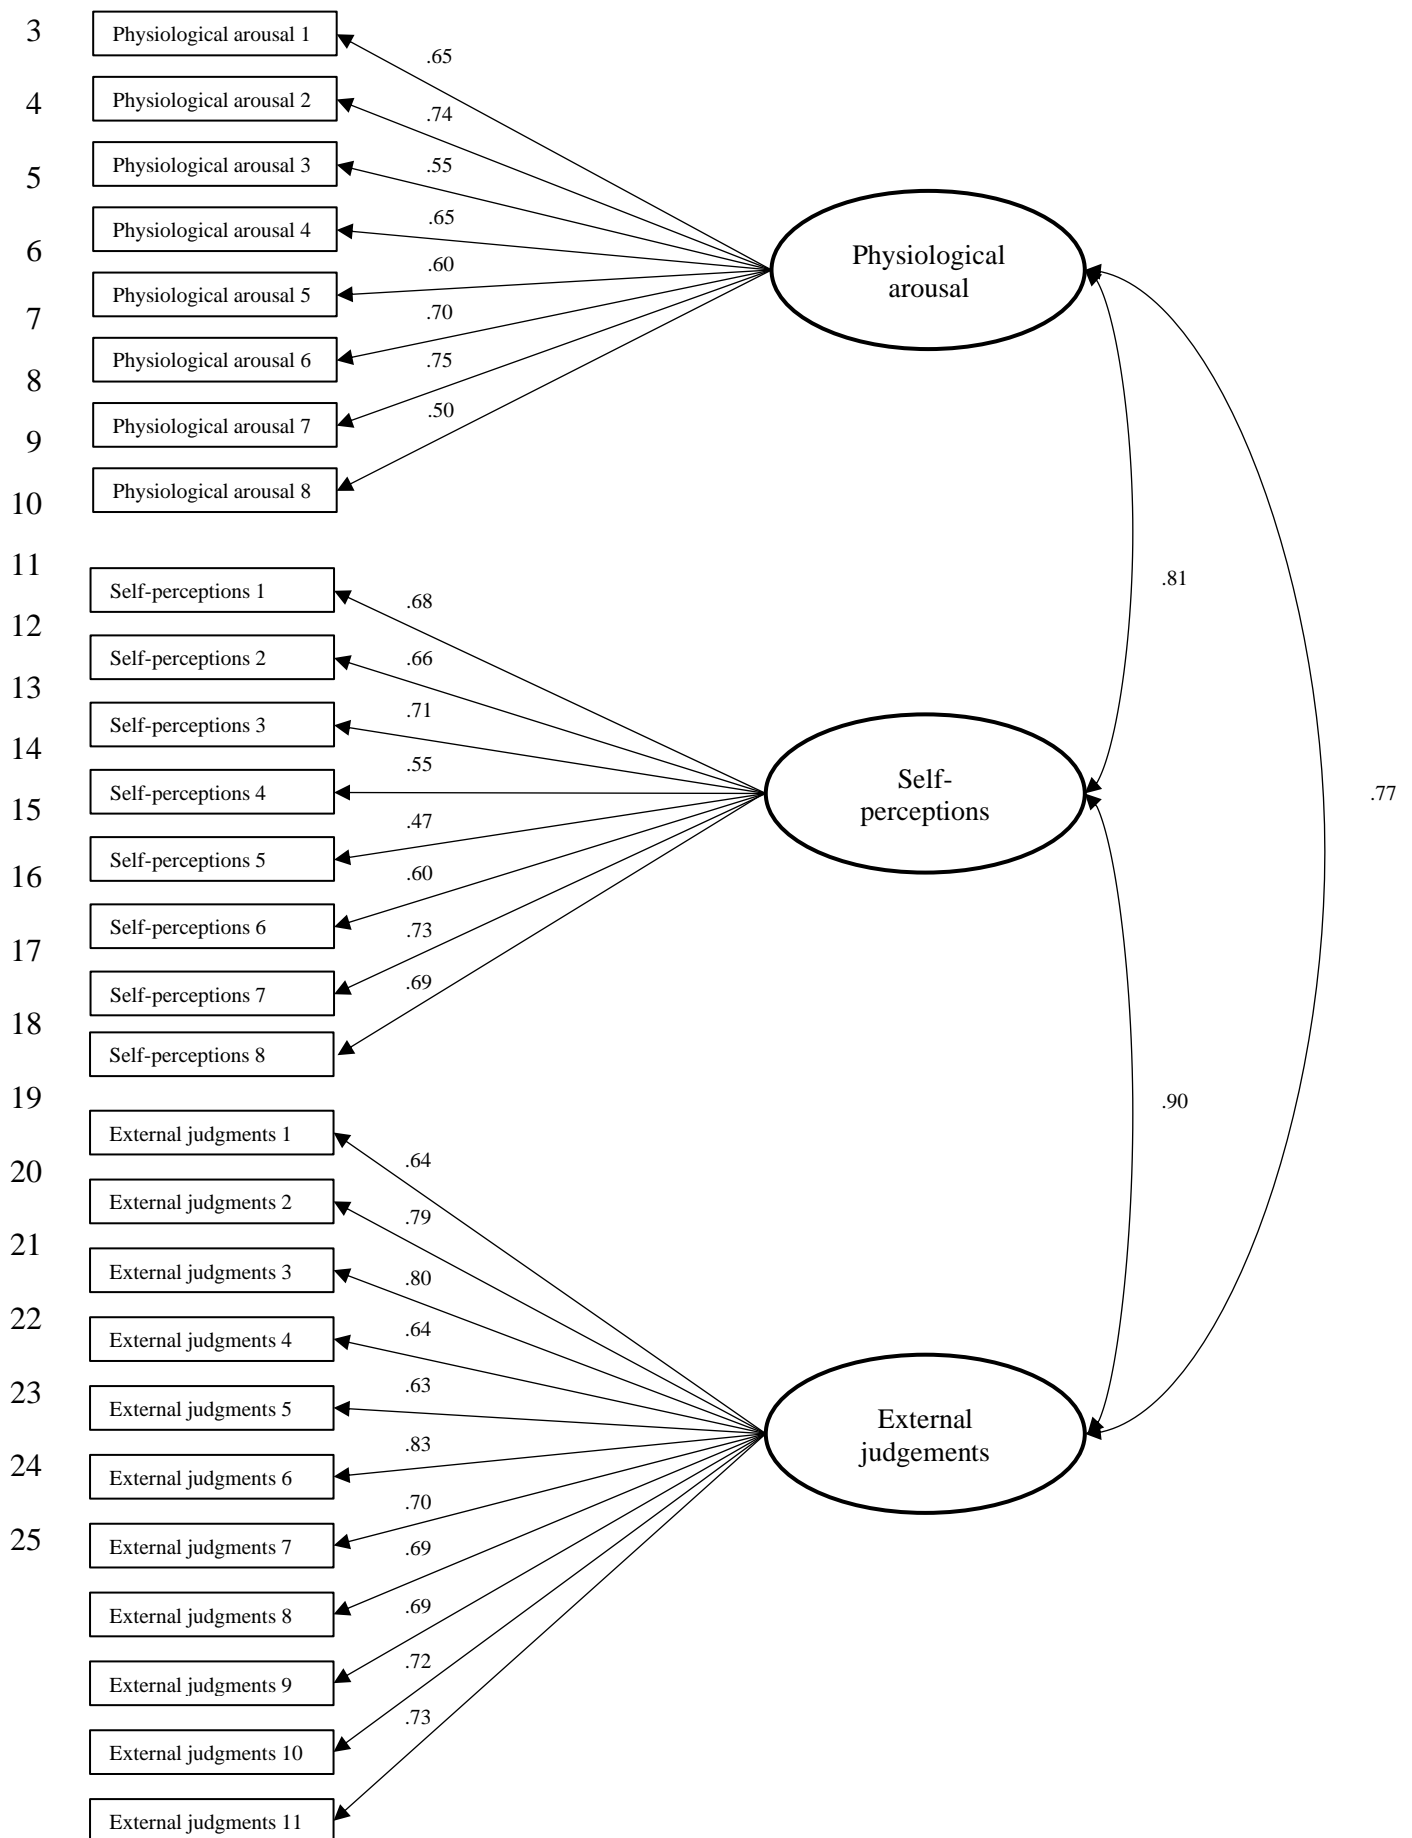 3
Physiological arousal 1
.65
4
Physiological arousal 2
.74
5
Physiological arousal 3
.55
6
Physiological arousal 4
.65
Physiological arousal 5
.60
7
Physiological arousal 6
.70
8
Physiological arousal 7
.75
9
Physiological arousal 8
.50
10
Physiological
arousal
.81
.77
11
Self-perceptions 1
.68
12
Self-perceptions 2
.66
13
Self-perceptions 3
.71
14
Self-perceptions 4
.55
15
Self-perceptions 5
.47
16
Self-perceptions 6
.60
17
Self-perceptions 7
.73
18
Self-perceptions 8
.69
Self-
perceptions
.90
19
External judgments 1
.64
20
External judgments 2
.79
21
External judgments 3
.80
22
External judgments 4
.64
23
External judgments 5
.63
24
External judgments 6
.83
25
External judgments 7
.70
External judgments 8
.69
External judgments 9
.69
External judgments 10
.72
External judgments 11
.73
External
judgements